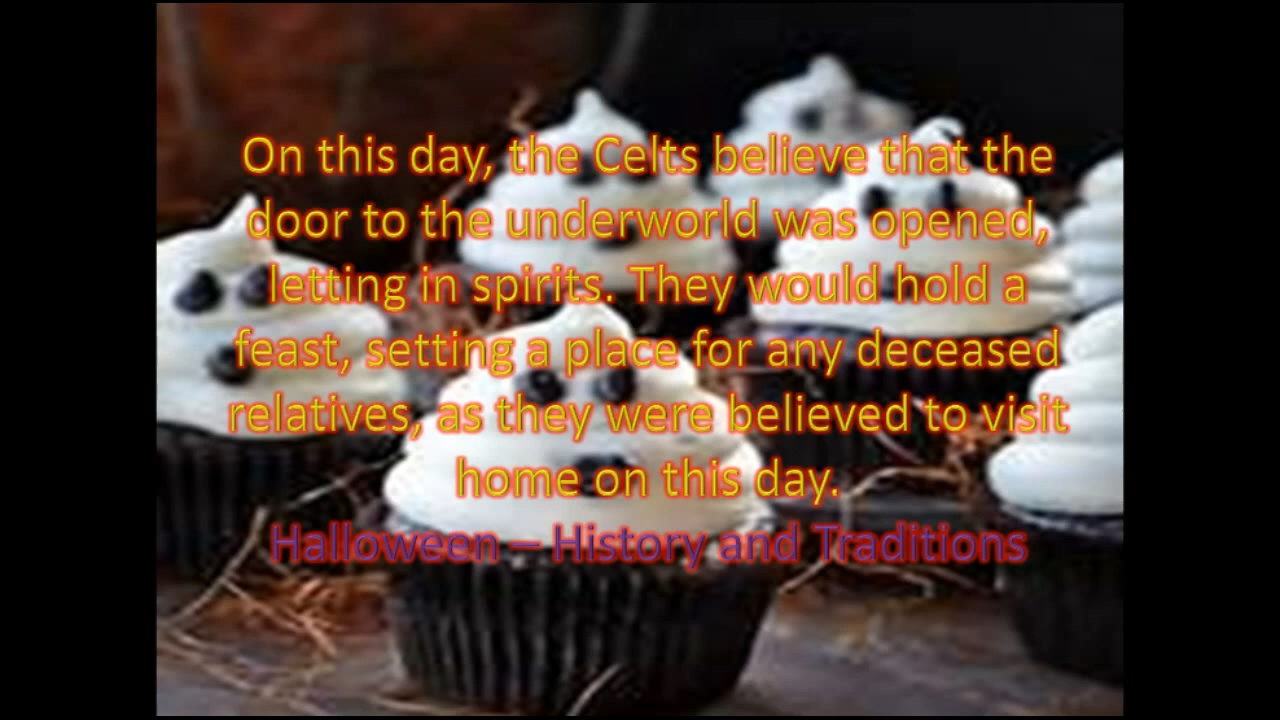 On this day, the Celts believe that the
door to the underworld was opened,
letting in spirits. They would hold a
feast, setting a place for any deceased
relatives, as they were believed to visit
home on this day.
Halloween – History and Traditions